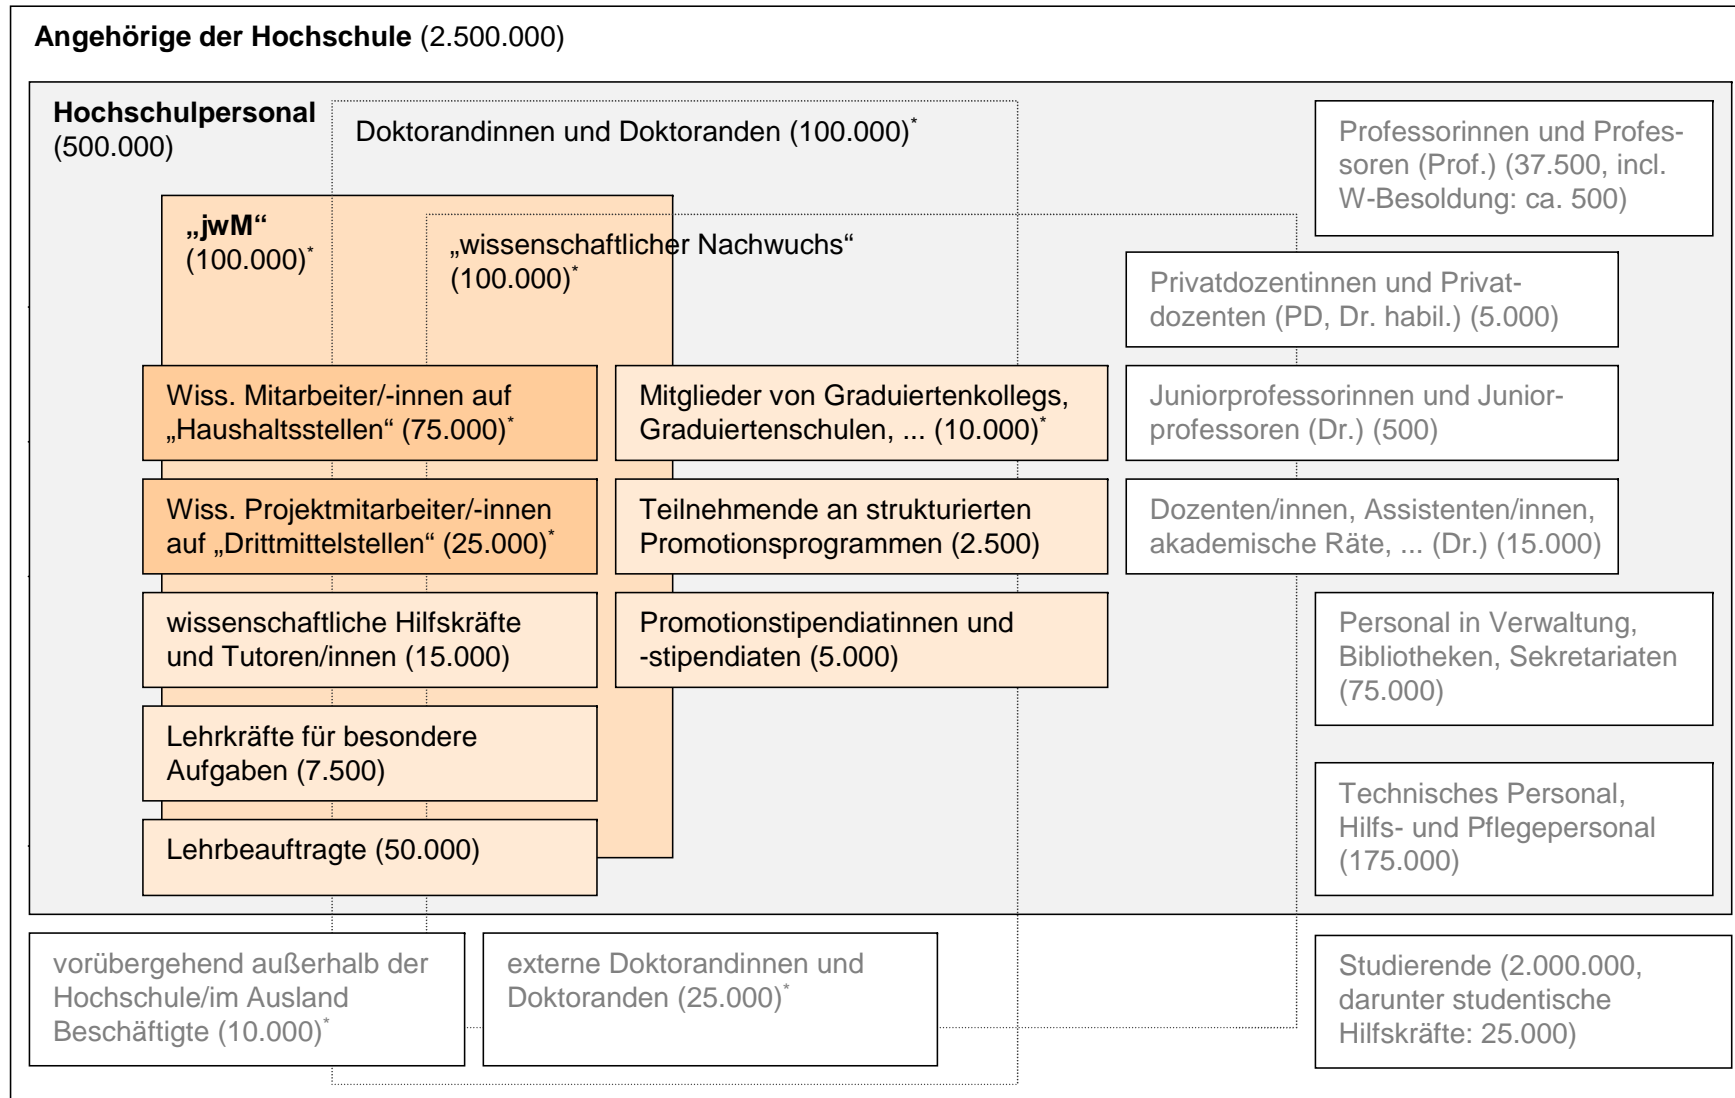 Angehörige der Hochschule (2.500.000)
Hochschulpersonal
(500.000)
Doktorandinnen und Doktoranden (100.000)*
Professorinnen und Profes-
soren (Prof.) (37.500, incl.
W-Besoldung: ca. 500)
„jwM“
(100.000)*
„wissenschaftlicher Nachwuchs“
(100.000)*
Privatdozentinnen und Privat-
dozenten (PD, Dr. habil.) (5.000)
Wiss. Mitarbeiter/-innen auf
„Haushaltsstellen“ (75.000)*
Mitglieder von Graduiertenkollegs,
Graduiertenschulen, ... (10.000)*
Juniorprofessorinnen und Junior-
professoren (Dr.) (500)
Wiss. Projektmitarbeiter/-innen
auf „Drittmittelstellen“ (25.000)*
Teilnehmende an strukturierten
Promotionsprogrammen (2.500)
Dozenten/innen, Assistenten/innen,
akademische Räte, ... (Dr.) (15.000)
wissenschaftliche Hilfskräfte
und Tutoren/innen (15.000)
Promotionstipendiatinnen und
-stipendiaten (5.000)
Personal in Verwaltung,
Bibliotheken, Sekretariaten
(75.000)
Lehrkräfte für besondere
Aufgaben (7.500)
Technisches Personal,
Hilfs- und Pflegepersonal
(175.000)
Lehrbeauftragte (50.000)
vorübergehend außerhalb der
Hochschule/im Ausland
Beschäftigte (10.000)*
externe Doktorandinnen und
Doktoranden (25.000)*
Studierende (2.000.000,
darunter studentische
Hilfskräfte: 25.000)